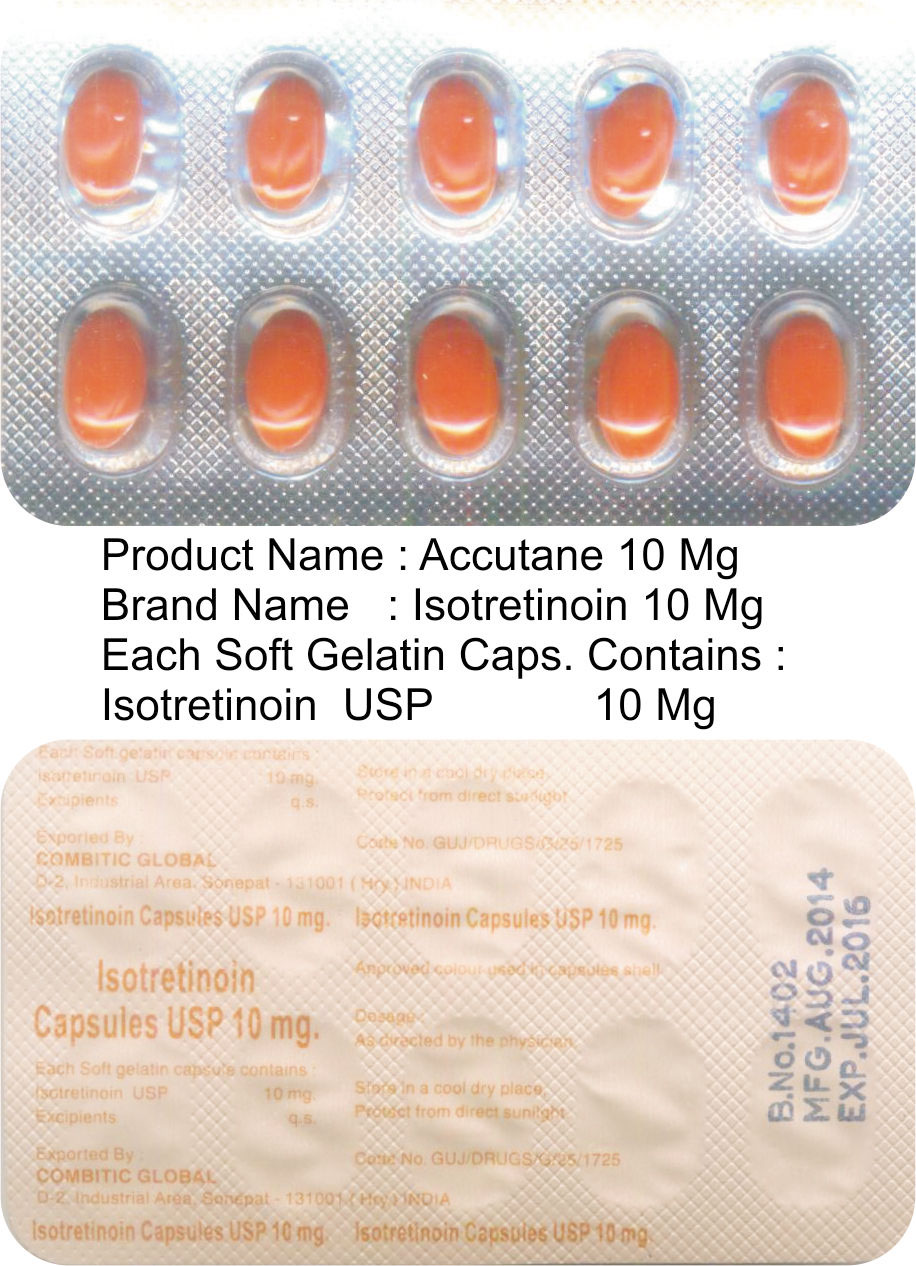 Product Name : Accutane 10 Mg
Brand Name : Isotretinoin 10 Mg
Each Soft Gelatin Caps. Contains :
Isotretinoin USP 10 Mg
Each Soft gelatin capsule contains :
Isotretinoin USP 10 mg.
Excipients q.s.
Exported By :
COMBITIC GLOBAL
D-2, Industrial Area, Sonepat - 131001 ( Hry.) INDIA
Isotretinoin Capsules USP 10 mg.
Isotretinoin
Capsules USP 10 mg.
Each Soft gelatin capsule contains :
Isotretinoin USP 10 mg.
Excipients q.s.
Exported By :
COMBITIC GLOBAL
D-2, Industrial Area, Sonepat - 131001 ( Hry.) INDIA
Isotretinoin Capsules USP 10 mg.
Store in a cool dry place,
Protect from direct sunlight
Code No. GUJ/DRUGS/G/25/1725
Isotretinoin Capsules USP 10 mg.
Approved colour used in capsules shell
Dosage :
As directed by the physician.
Store in a cool dry place,
Protect from direct sunlight
Code No. GUJ/DRUGS/G/25/1725
Isotretinoin Capsules USP 10 mg.
B.No.1402
MFG.AUG.2014
EXP.JUL.2016